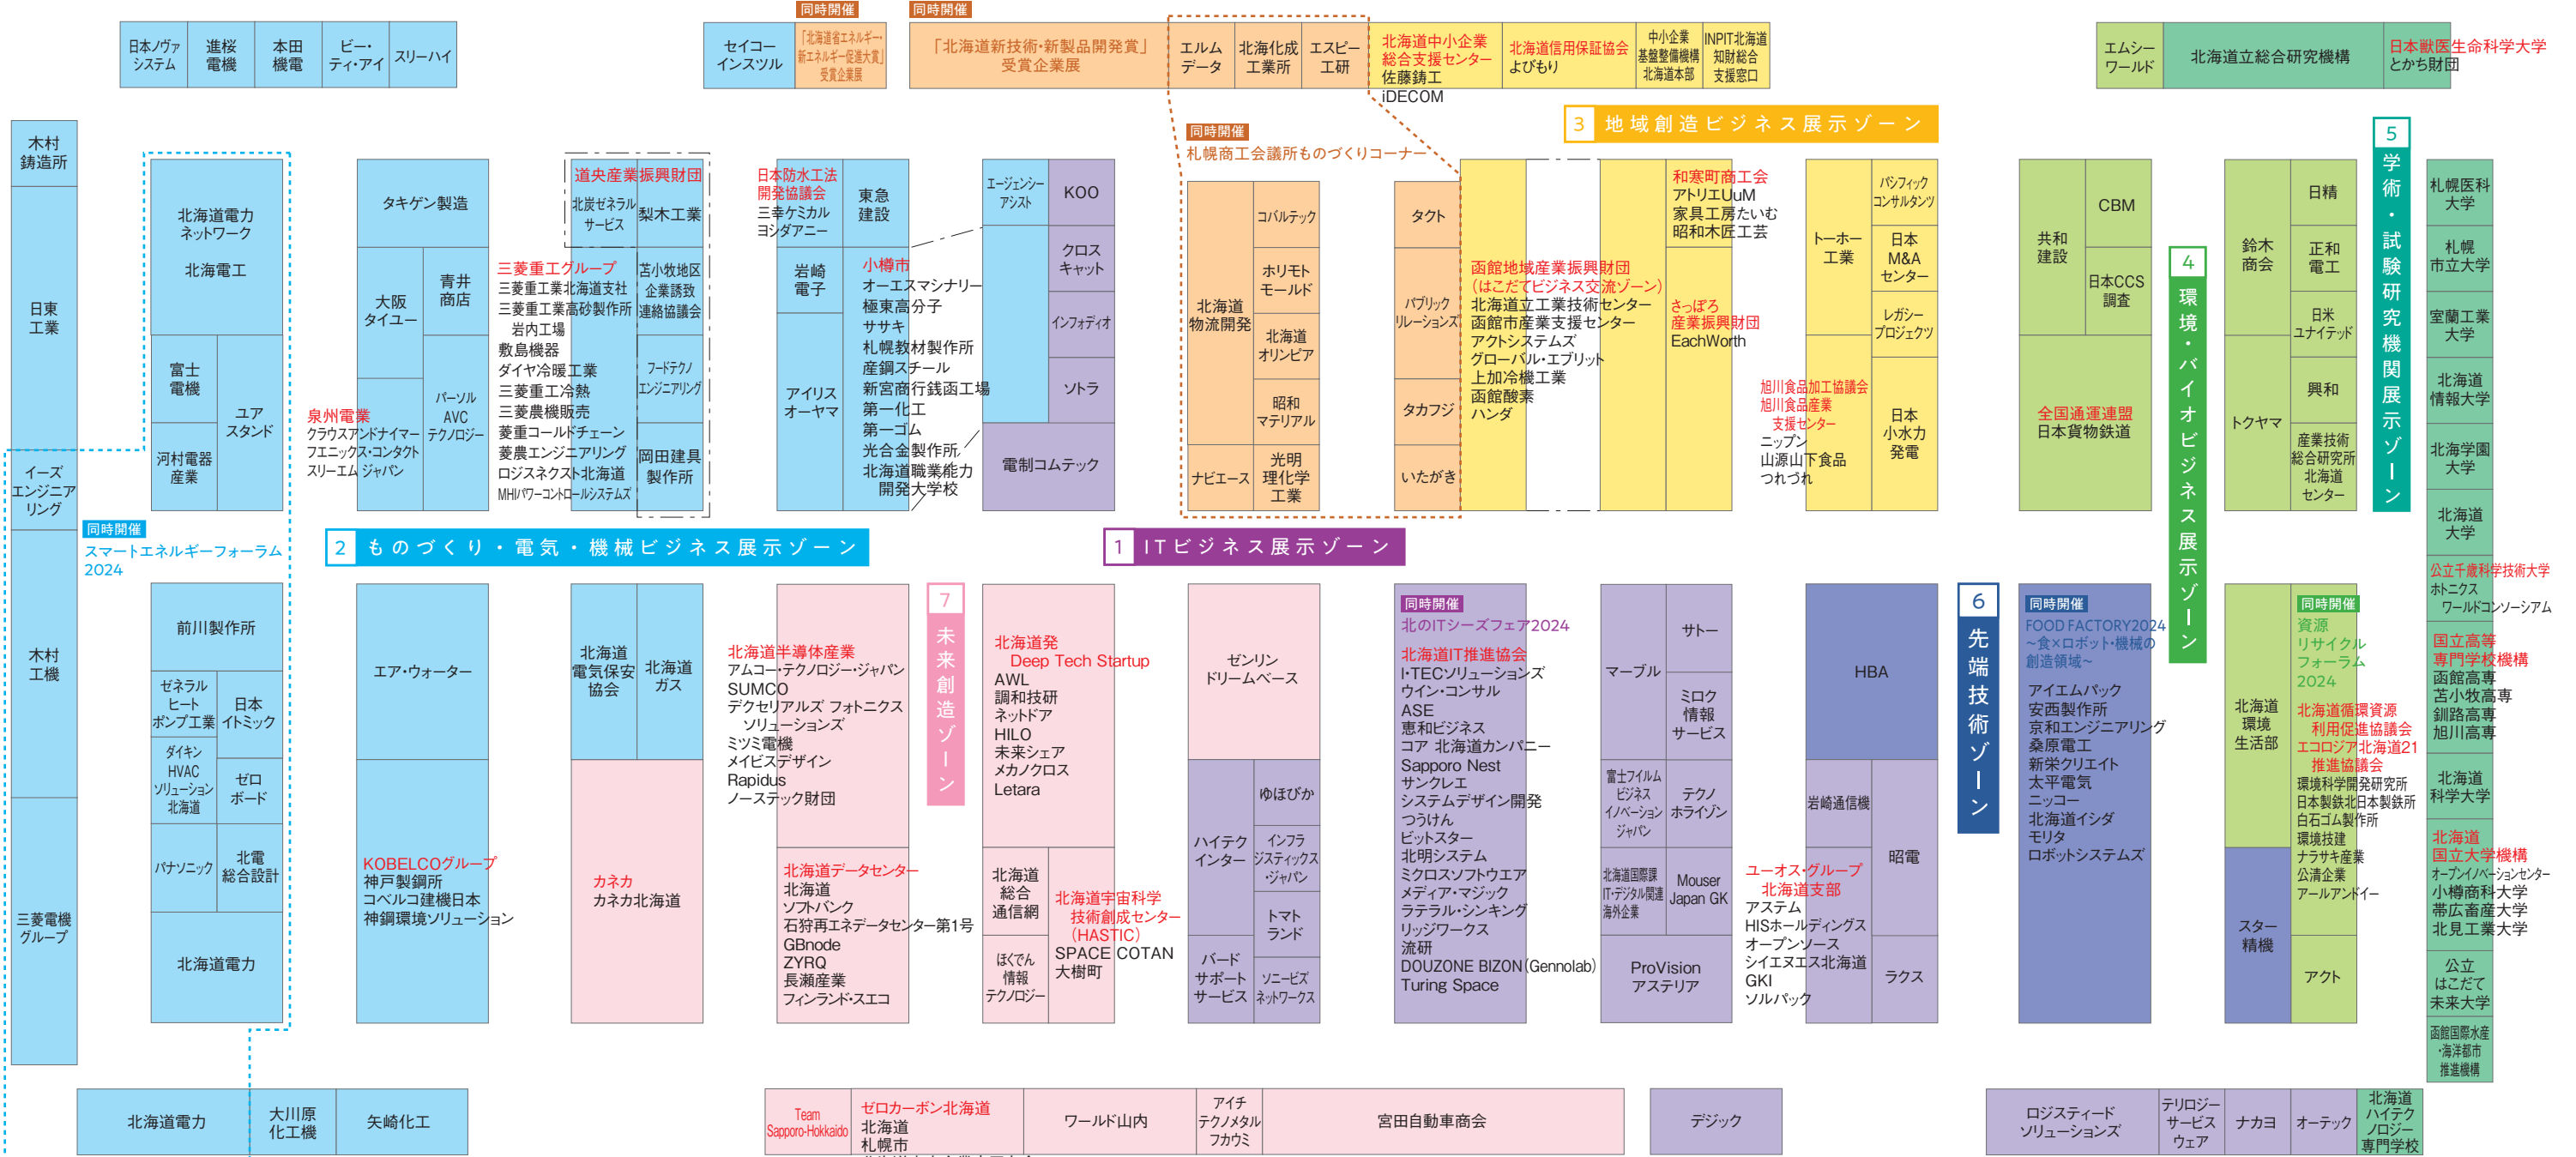 同時開催
同時開催
日本ノヴァ
システム
進桜
電機
本田
機電
ビー・
ティ・アイ
スリーハイ
セイコー
インスツル
「北海道省エネルギー・
新エネルギー促進大賞」
受賞企業展
「北海道新技術・新製品開発賞」
受賞企業展
エルム
データ
北海化成
工業所
エスピー
工研
北海道中小企業
総合支援センター
佐藤鋳工
iDECOM
北海道信用保証協会
よびもり
中小企業
基盤整備機構
北海道本部
INPIT北海道
知財総合
支援窓口
エムシー
ワールド
北海道立総合研究機構
日本獣医生命科学大学
とかち財団
木村
鋳造所
日東
工業
イーズ
エンジニア
リング
木村
工機
三菱電機
グループ
北海道電力
ネットワーク
北海電工
富士
電機
ユア
スタンド
河村電器
産業
同時開催
スマートエネルギーフォーラム
2024
タキゲン製造
大阪
タイユー
青井
商店
泉州電業
クラウスアンドナイマー
フエニックス・コンタクト
スリーエム ジャパン
パーソル
AVC
テクノロジー
道央産業振興財団
北炭ゼネラル
サービス
梨木工業
三菱重工グループ
三菱重工業北海道支社
三菱重工業高砂製作所
岩内工場
敷島機器
ダイヤ冷暖工業
三菱重工冷熱
三菱農機販売
菱重コールドチェーン
菱農エンジニアリング
ロジスネクスト北海道
MHIパワーコントロールシステムズ
苫小牧地区
企業誘致
連絡協議会
フードテクノ
エンジニアリング
岡田建具
製作所
日本防水工法
開発協議会
三幸ケミカル
ヨシダアニー
東急
建設
岩崎
電子
アイリス
オーヤマ
小樽市
オーエスマシナリー
極東高分子
ササキ
札幌教材製作所
産鋼スチール
新宮商行銭函工場
第一化工
第一ゴム
光合金製作所
北海道職業能力
開発大学校
エージェンシー
アシスト
KOO
クロス
キャット
インフォディオ
ソトラ
電制コムテック
同時開催
札幌商工会議所ものづくりコーナー
北海道
物流開発
コバルテック
ホリモト
モールド
北海道
オリンピア
昭和
マテリアル
ナビエース
光明
理化学
工業
タクト
パブリック
リレーションズ
タカフジ
いたがき
3 地域創造ビジネス展示ゾーン
函館地域産業振興財団
（はこだてビジネス交流ゾーン）
北海道立工業技術センター
函館市産業支援センター
アクトシステムズ
グローバル・エブリット
上加冷機工業
函館酸素
ハンダ
和寒町商工会
アトリエUuM
家具工房たいむ
昭和木匠工芸
さっぽろ
産業振興財団
EachWorth
トーホー
工業
パシフィック
コンサルタンツ
日本
M&A
センター
レガシー
プロジェクツ
旭川食品加工協議会
旭川食品産業
支援センター
ニップン
山源山下食品
つれづれ
日本
小水力
発電
共和
建設
CBM
日本CCS
調査
全国通運連盟
日本貨物鉄道
4 環境・バイオビジネス展示ゾーン
鈴木
商会
日精
正和
電工
日米
ユナイテッド
トクヤマ
興和
産業技術
総合研究所
北海道
センター
5 学術・試験研究機関展示ゾーン
札幌医科
大学
札幌
市立大学
室蘭工業
大学
北海道
情報大学
北海学園
大学
北海道
大学
公立千歳科学技術大学
ホトニクス
ワールドコンソーシアム
国立高等
専門学校機構
函館高専
苫小牧高専
釧路高専
旭川高専
北海道
科学大学
北海道
国立大学機構
オープンイノベーションセンター
小樽商科大学
帯広畜産大学
北見工業大学
公立
はこだて
未来大学
函館国際水産
・海洋都市
推進機構
2 ものづくり・電気・機械ビジネス展示ゾーン
1 ITビジネス展示ゾーン
前川製作所
ゼネラル
ヒート
ポンプ工業
日本
イトミック
ダイキン
HVAC
ソリューション
北海道
ゼロ
ボード
パナソニック
北電
総合設計
北海道電力
エア・ウォーター
KOBELCOグループ
神戸製鋼所
コベルコ建機日本
神鋼環境ソリューション
北海道
電気保安
協会
北海道
ガス
カネカ
カネカ北海道
北海道半導体産業
アムコー・テクノロジー・ジャパン
SUMCO
デクセリアルズ フォトニクス
ソリューションズ
ミツミ電機
メイビスデザイン
Rapidus
ノーステック財団
北海道データセンター
北海道
ソフトバンク
石狩再エネデータセンター第1号
GBnode
ZYRQ
長瀬産業
フィンランド・スエコ
7 未来創造ゾーン
北海道発
Deep Tech Startup
AWL
調和技研
ネットドア
HILO
未来シェア
メカノクロス
Letara
北海道
総合
通信網
ほくでん
情報
テクノロジー
北海道宇宙科学
技術創成センター
（HASTIC）
SPACE COTAN
大樹町
ゼンリン
ドリームベース
ハイテク
インター
ゆほびか
インフラ
ジスティックス
・ジャパン
トマト
ランド
バード
サポート
サービス
ソニービズ
ネットワークス
同時開催
北のITシーズフェア2024
北海道IT推進協会
I・TECソリューションズ
ウイン・コンサル
ASE
恵和ビジネス
コア 北海道カンパニー
Sapporo Nest
サンクレエ
システムデザイン開発
つうけん
ビットスター
北明システム
ミクロスソフトウエア
メディア・マジック
ラテラル・シンキング
リッジワークス
流研
DOUZONE BIZON（Gennolab）
Turing Space
マーブル
サトー
ミロク
情報
サービス
富士フイルム
ビジネス
イノベーション
ジャパン
テクノ
ホライゾン
北海道国際課
IT・デジタル関連
海外企業
Mouser
Japan GK
ProVision
アステリア
HBA
岩崎通信機
昭電
ユーオス・グループ
北海道支部
アステム
HISホールディングス
オープンソース
シイエヌエス北海道
GKI
ソルパック
ラクス
6 先端技術ゾーン
同時開催
FOOD FACTORY2024
～食×ロボット・機械の
創造領域～
アイエムパック
安西製作所
京和エンジニアリング
桑原電工
新栄クリエイト
太平電気
ニッコー
北海道イシダ
モリタ
ロボットシステムズ
北海道
環境
生活部
スター
精機
同時開催
資源
リサイクル
フォーラム
2024
北海道循環資源
利用促進協議会
エコロジア北海道21
推進協議会
環境科学開発研究所
日本製鉄北日本製鉄所
白石ゴム製作所
環境技建
ナラサキ産業
公清企業
アールアンドイー
アクト
北海道電力
大川原
化工機
矢崎化工
Team
Sapporo-Hokkaido
ゼロカーボン北海道
北海道
札幌市
ワールド山内
アイチ
テクノメタル
フカウミ
宮田自動車商会
デジック
ロジスティード
ソリューションズ
テリロジー
サービス
ウェア
ナカヨ
オーテック
北海道
ハイテク
ノロジー
専門学校